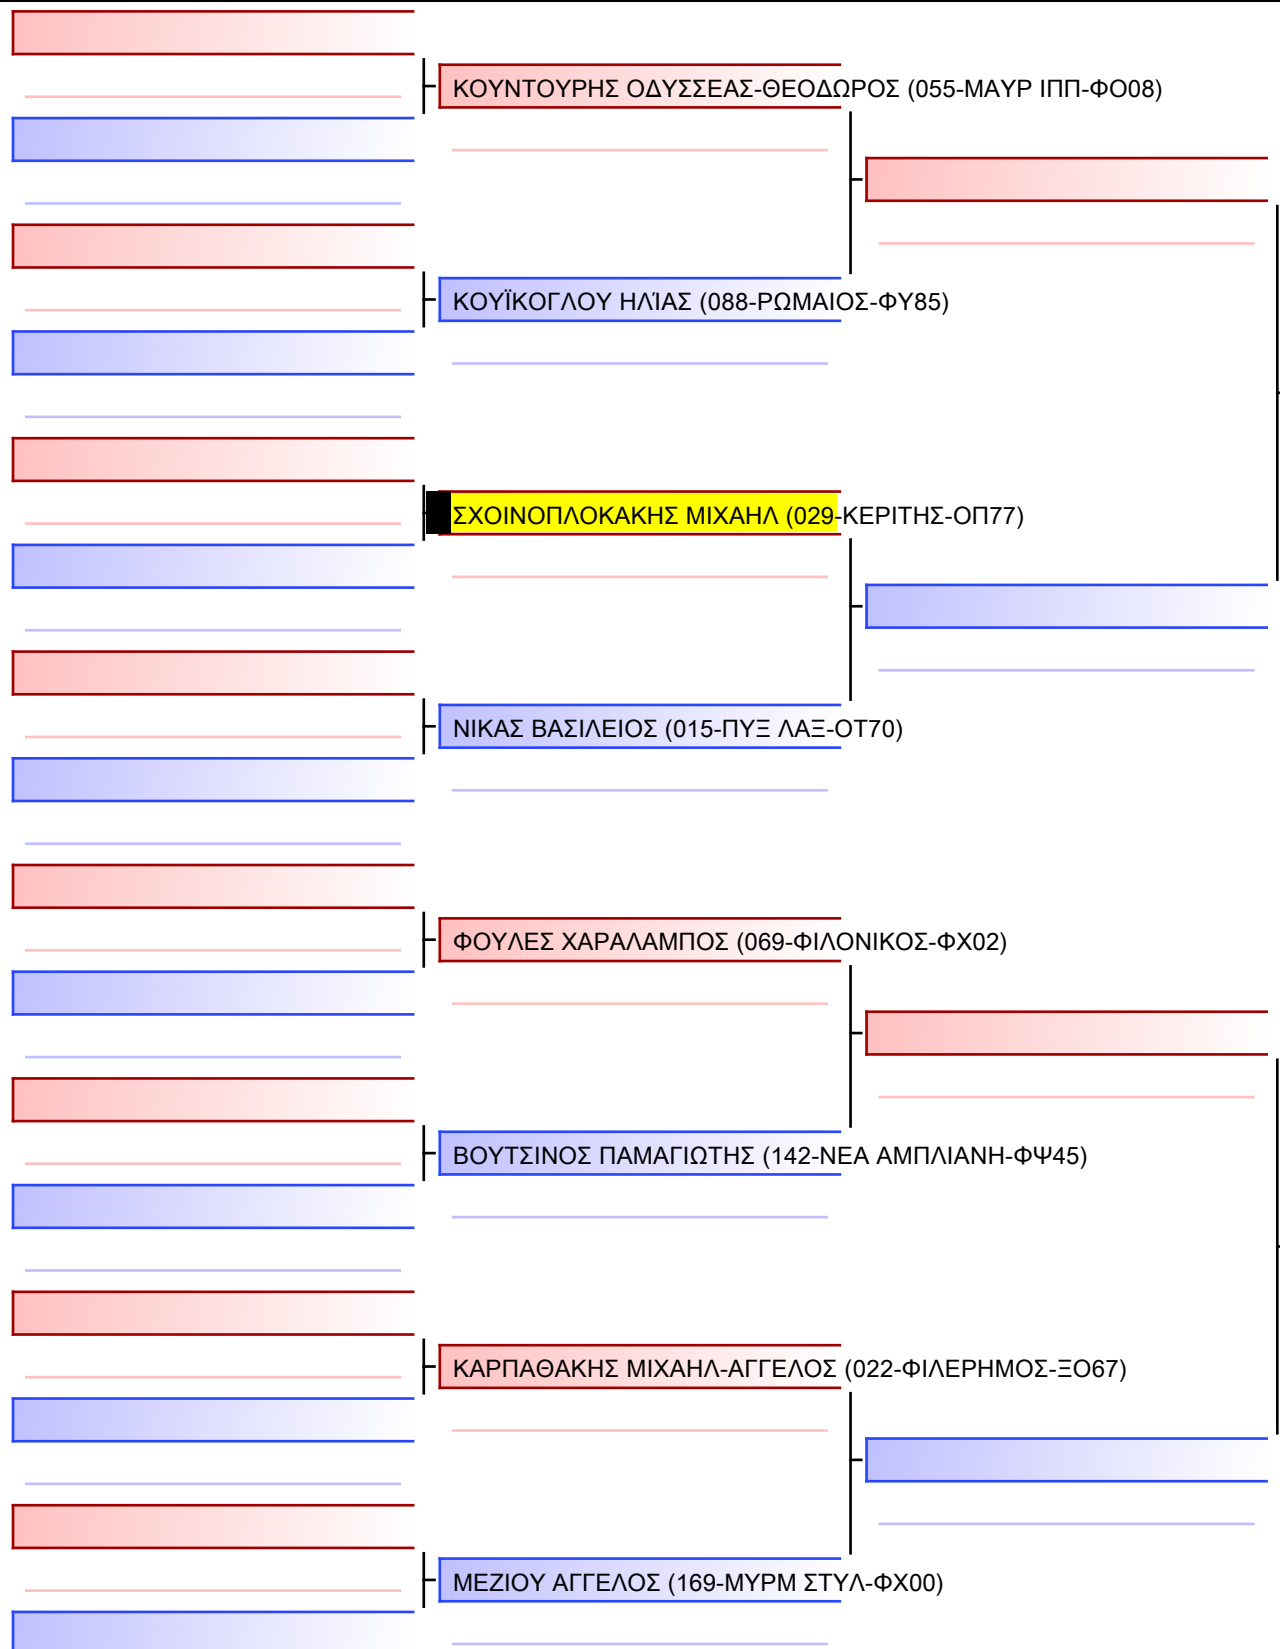 ΚΟΥΝΤΟΥΡΗΣ ΟΔΥΣΣΕΑΣ-ΘΕΟΔΩΡΟΣ (055-ΜΑΥΡ ΙΠΠ-ΦΟ08)
ΚΟΥΪΚΟΓΛΟΥ ΗΛΊΑΣ (088-ΡΩΜΑΙΟΣ-ΦΥ85)
ΣΧΟΙΝΟΠΛΟΚΑΚΗΣ ΜΙΧΑΗΛ (029-ΚΕΡΙΤΗΣ-ΟΠ77)
ΝΙΚΑΣ ΒΑΣΙΛΕΙΟΣ (015-ΠΥΞ ΛΑΞ-ΟΤ70)
ΦΟΥΛΕΣ ΧΑΡΑΛΑΜΠΟΣ (069-ΦΙΛΟΝΙΚΟΣ-ΦΧ02)
ΒΟΥΤΣΙΝΟΣ ΠΑΜΑΓΙΩΤΗΣ (142-ΝΕΑ ΑΜΠΛΙΑΝΗ-ΦΨ45)
ΚΑΡΠΑΘΑΚΗΣ ΜΙΧΑΗΛ-ΑΓΓΕΛΟΣ (022-ΦΙΛΕΡΗΜΟΣ-ΞΟ67)
ΜΕΖΙΟΥ ΑΓΓΕΛΟΣ (169-ΜΥΡΜ ΣΤΥΛ-ΦΧ00)